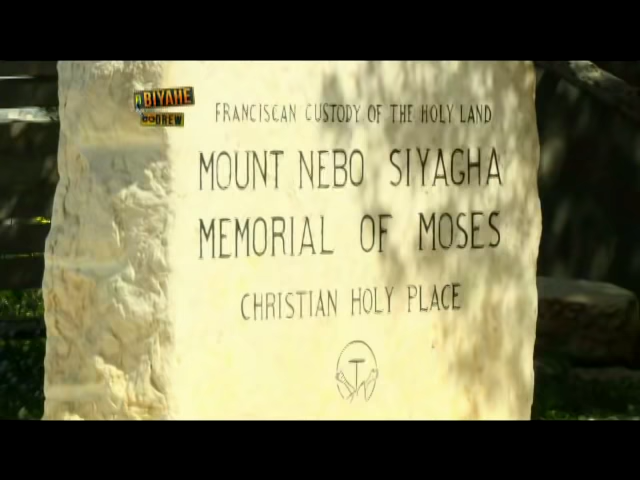 BIYAHE
DREW
FRANCISCAN CUSTODY OF THE HOLY LAND
MOUNT NEBO SIYAGHA
MEMORIAL OF MOSES
CHRISTIAN HOLY PLACE